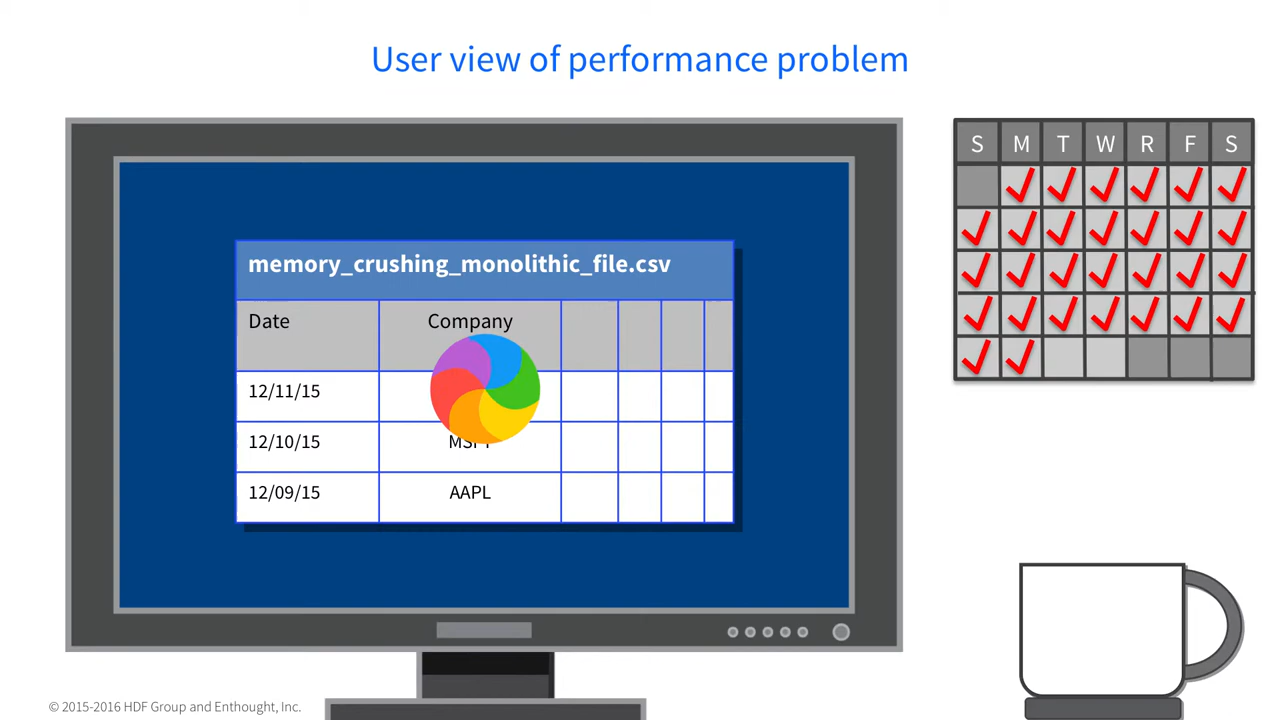 User view of performance problem
S M T W R F S
memory_crushing_monolithic_file.csv
Date Company
12/11/15
12/10/15
12/09/15 AAPL
© 2015-2016 HDF Group and Enthought, Inc.